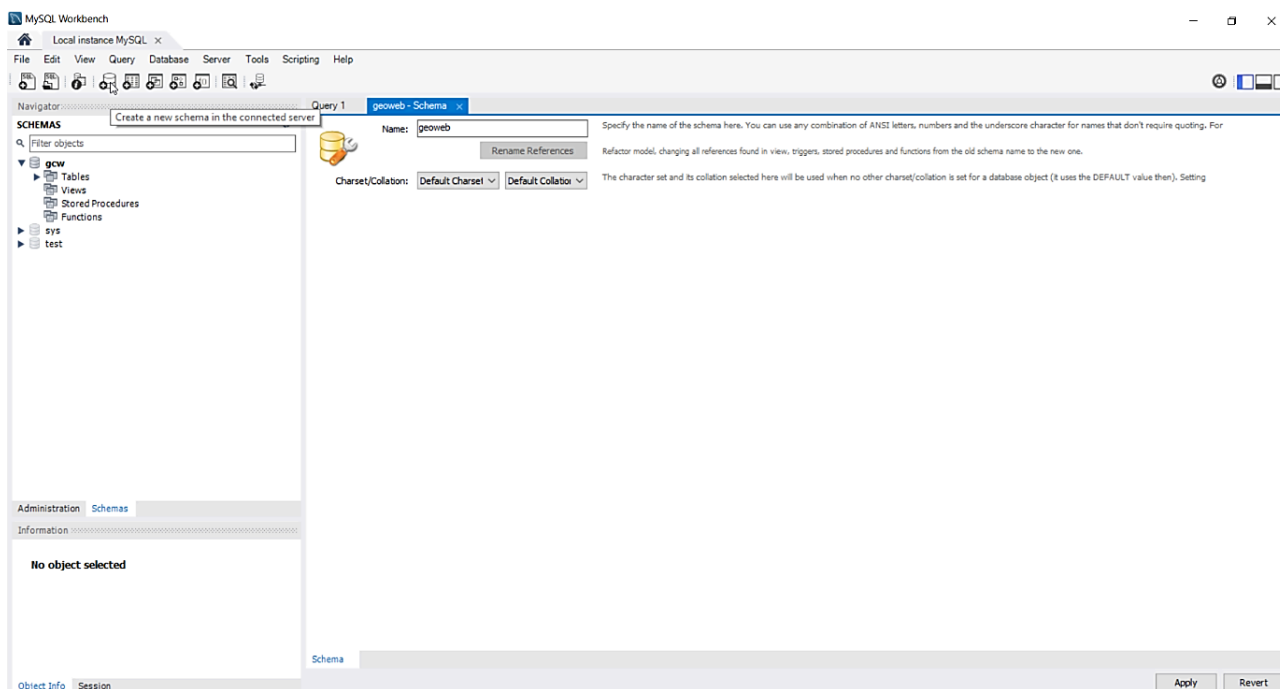 MySQL Workbench
Local instance MySQL
File Edit View Query Database Server Tools Scripting Help
Navigator
Create a new schema in the connected server
SCHEMAS
Filter objects
gcw
Tables
Views
Stored Procedures
Functions
sys
test
Administration Schemas
Information
No object selected
Object Info Session
Query 1 geoweb - Schema
Name: geoweb Specify the name of the schema here. You can use any combination of ANSI letters, numbers and the underscore character for names that don't require quoting. For
Rename References Refactor model, changing all references found in view, triggers, stored procedures and functions from the old schema name to the new one.
Charset/Collation: Default Charset Default Collation The character set and its collation selected here will be used when no other charset/collation is set for a database object (it uses the DEFAULT value then). Setting
Schema
Apply Revert